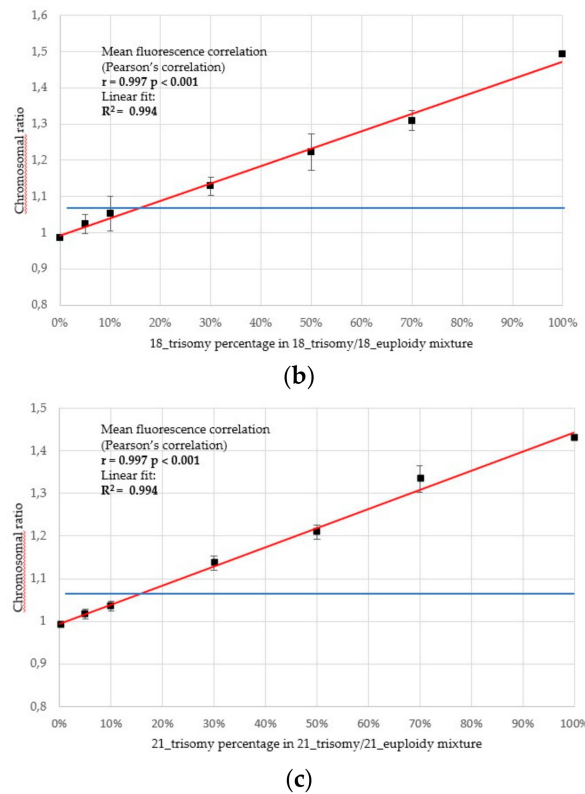 1,6
1,5
1,4
1,3
1,2
1,1
1
0,9
0,8
Chromosomal ratio
Mean fluorescence correlation
(Pearson's correlation)
r = 0.997 p < 0.001
Linear fit:
R² = 0.994
0% 10% 20% 30% 40% 50% 60% 70% 80% 90% 100%
18_trisomy percentage in 18_trisomy/18_euploidy mixture
(b)
1,5
1,4
1,3
1,2
1,1
1
0,9
0,8
0,7
Chromosomal ratio
Mean fluorescence correlation
(Pearson's correlation)
r = 0.997 p < 0.001
Linear fit:
R² = 0.994
0% 10% 20% 30% 40% 50% 60% 70% 80% 90% 100%
21_trisomy percentage in 21_trisomy/21_euploidy mixture
(c)